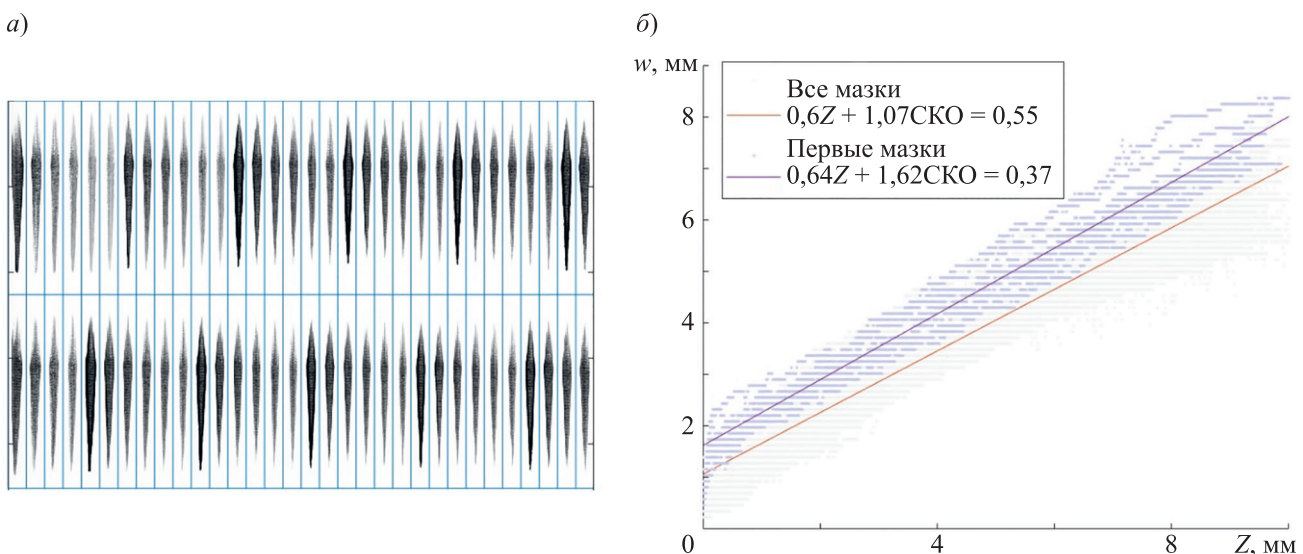 а)
б)
w, мм
Все мазки
0,6Z + 1,07СКО = 0,55
Первые мазки
0,64Z + 1,62СКО = 0,37
8
6
4
2
0
4
8
Z, мм